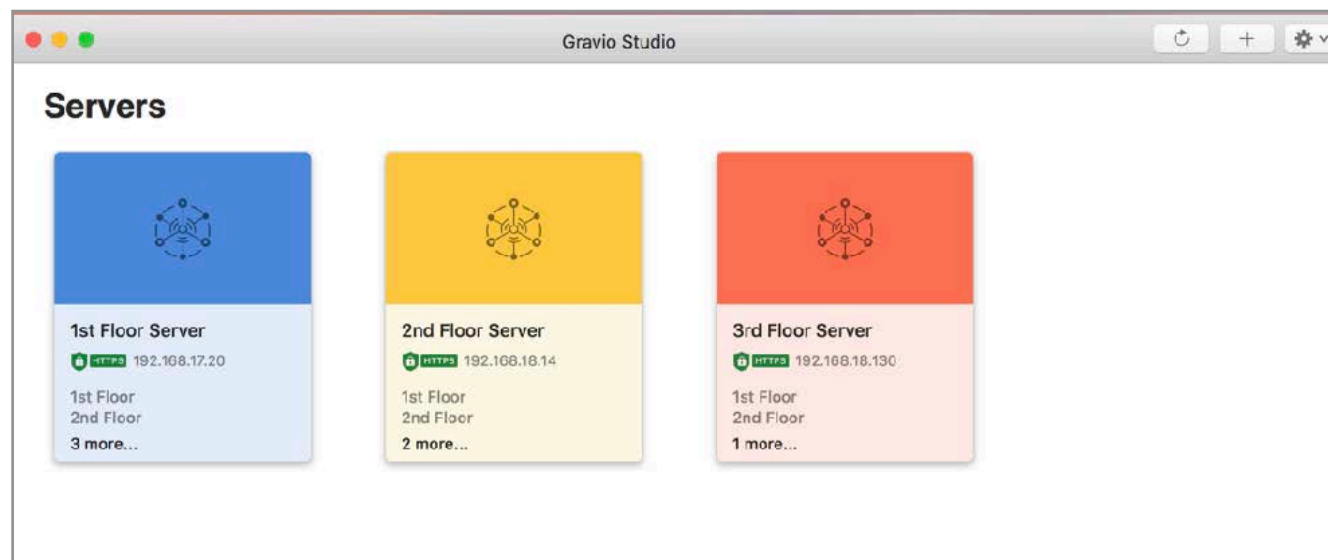 Gravio Studio
Servers
1st Floor Server
HTTPS 192.168.17.20
1st Floor
2nd Floor
3 more...
2nd Floor Server
HTTPS 192.168.18.14
1st Floor
2nd Floor
2 more...
3rd Floor Server
HTTPS 192.168.18.130
1st Floor
2nd Floor
1 more...